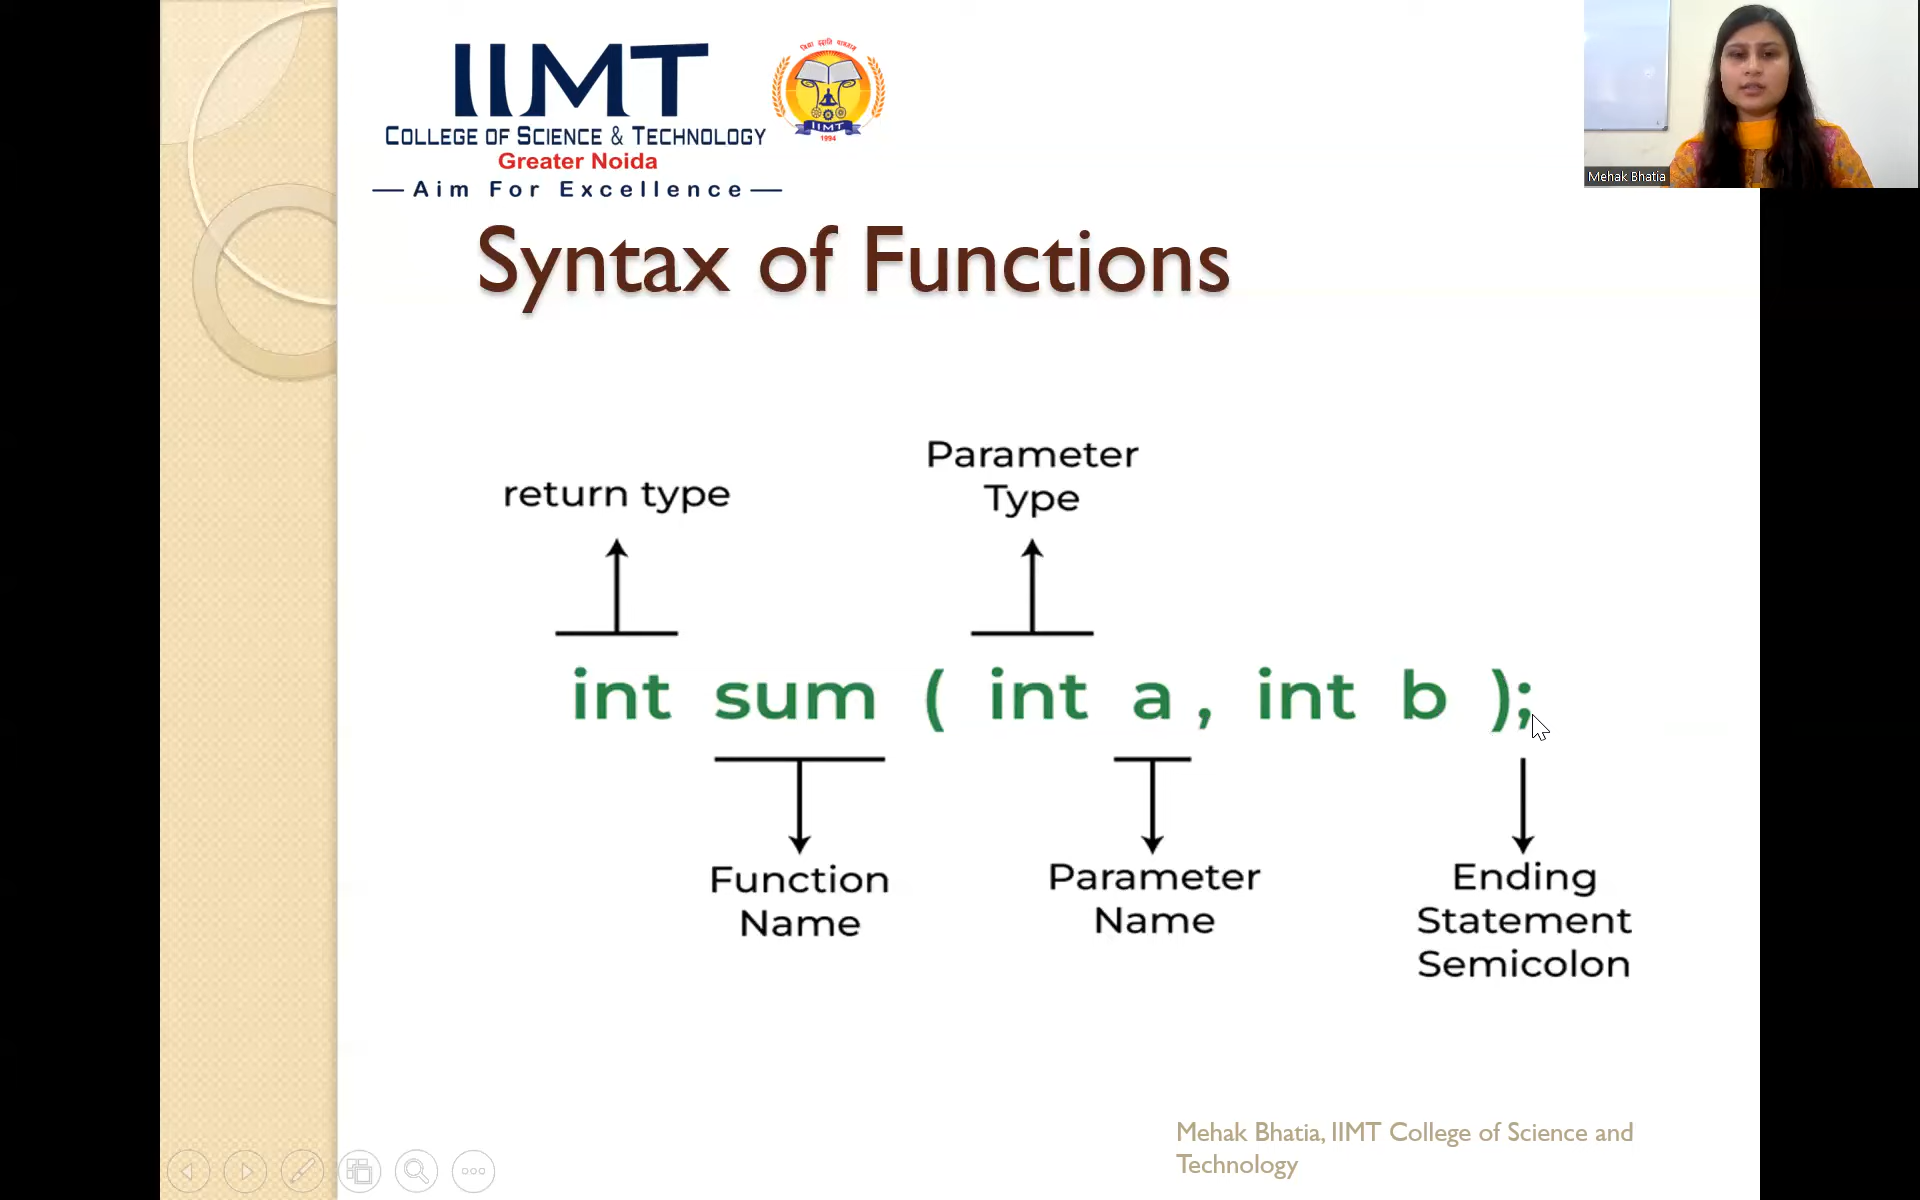 IIMT
COLLEGE OF SCIENCE & TECHNOLOGY
Greater Noida
Aim For Excellence
IIMT
1994
Mehak Bhatia
Syntax of Functions
return type
Parameter
Type
int sum ( int a , int b );
Function
Name
Parameter
Name
Ending
Statement
Semicolon
Mehak Bhatia, IIMT College of Science and
Technology